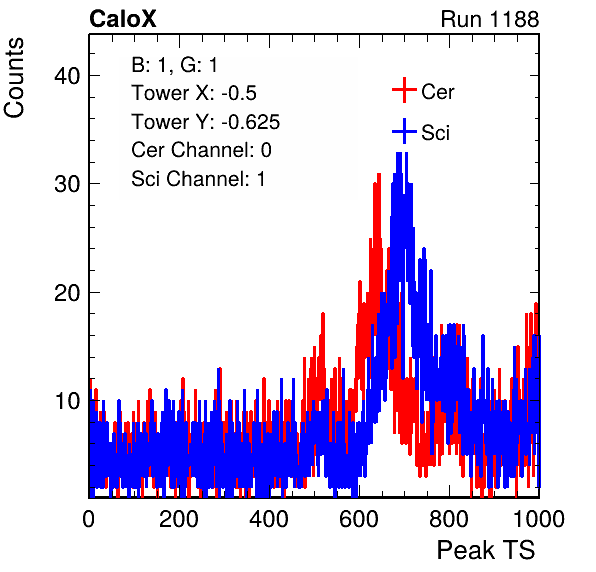 CaloX Run 1188
Counts
B: 1, G: 1
Tower X: -0.5
Tower Y: -0.625
Cer Channel: 0
Sci Channel: 1
Cer
Sci
40
30
20
10
0 200 400 600 800 1000
Peak TS